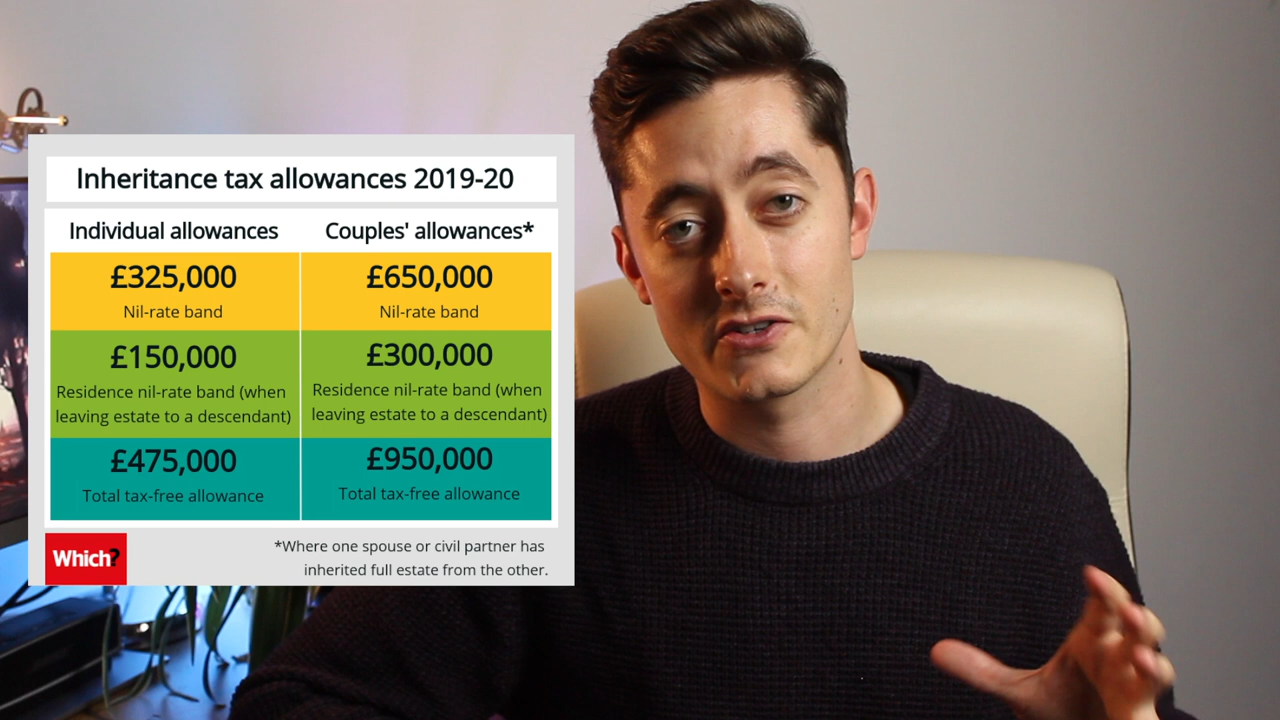 Inheritance tax allowances 2019-20
Individual allowances
£325,000
Nil-rate band
£150,000
Residence nil-rate band (when
leaving estate to a descendant)
£475,000
Total tax-free allowance
Couples' allowances*
£650,000
Nil-rate band
£300,000
Residence nil-rate band (when
leaving estate to a descendant)
£950,000
Total tax-free allowance
Which?
*Where one spouse or civil partner has
inherited full estate from the other.